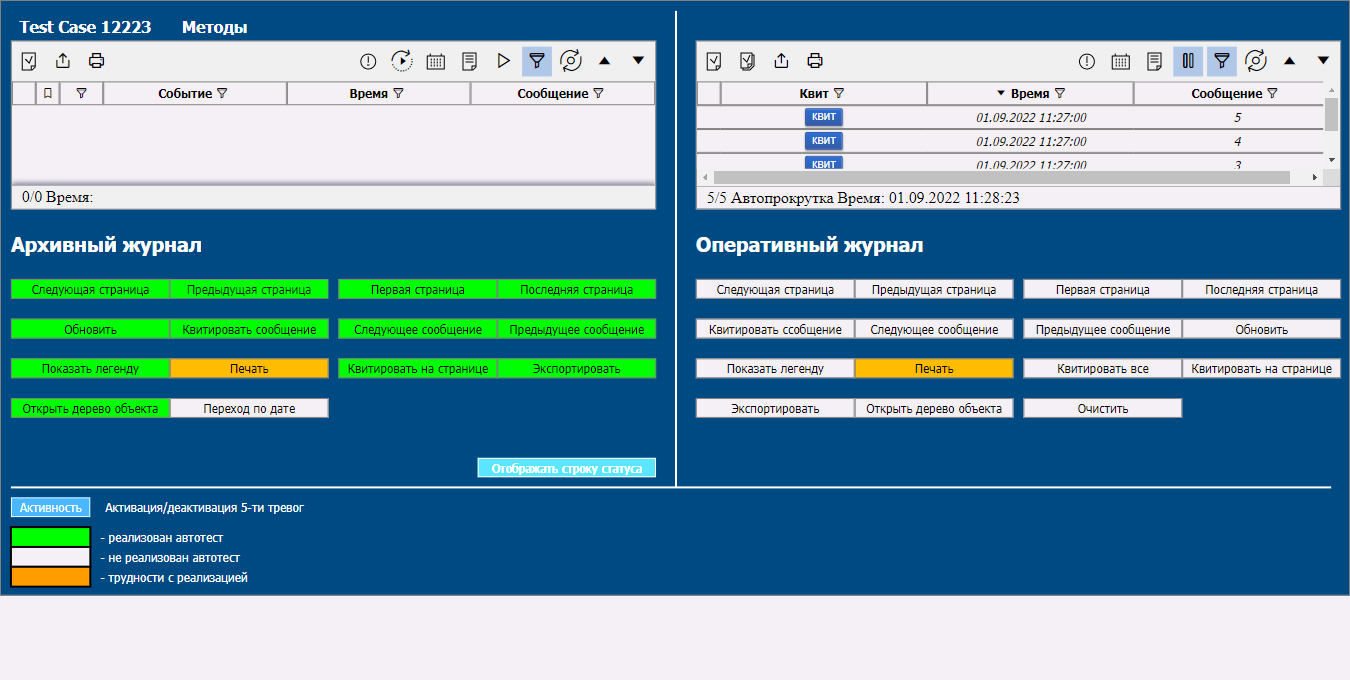 Test Case 12223 Методы
Событие Время Сообщение
0/0 Время:
Квит Время Сообщение
КВИТ 01.09.2022 11:27:00 5
КВИТ 01.09.2022 11:27:00 4
КВИТ 01.09.2022 11:27:00 3
5/5 Автопрокрутка Время: 01.09.2022 11:28:23
Архивный журнал
Следующая страница Предыдущая страница Первая страница Последняя страница
Обновить Квитировать сообщение Следующее сообщение Предыдущее сообщение
Показать легенду Печать Квитировать на странице Экспортировать
Открыть дерево объекта Переход по дате
Отображать строку статуса
Оперативный журнал
Следующая страница Предыдущая страница Первая страница Последняя страница
Квитировать ссобщение Следующее сообщение Предыдущее сообщение Обновить
Показать легенду Печать Квитировать все Квитировать на странице
Экспортировать Открыть дерево объекта Очистить
Активность Активация/деактивация 5-ти тревог
- реализован автотест
- не реализован автотест
- трудности с реализацией